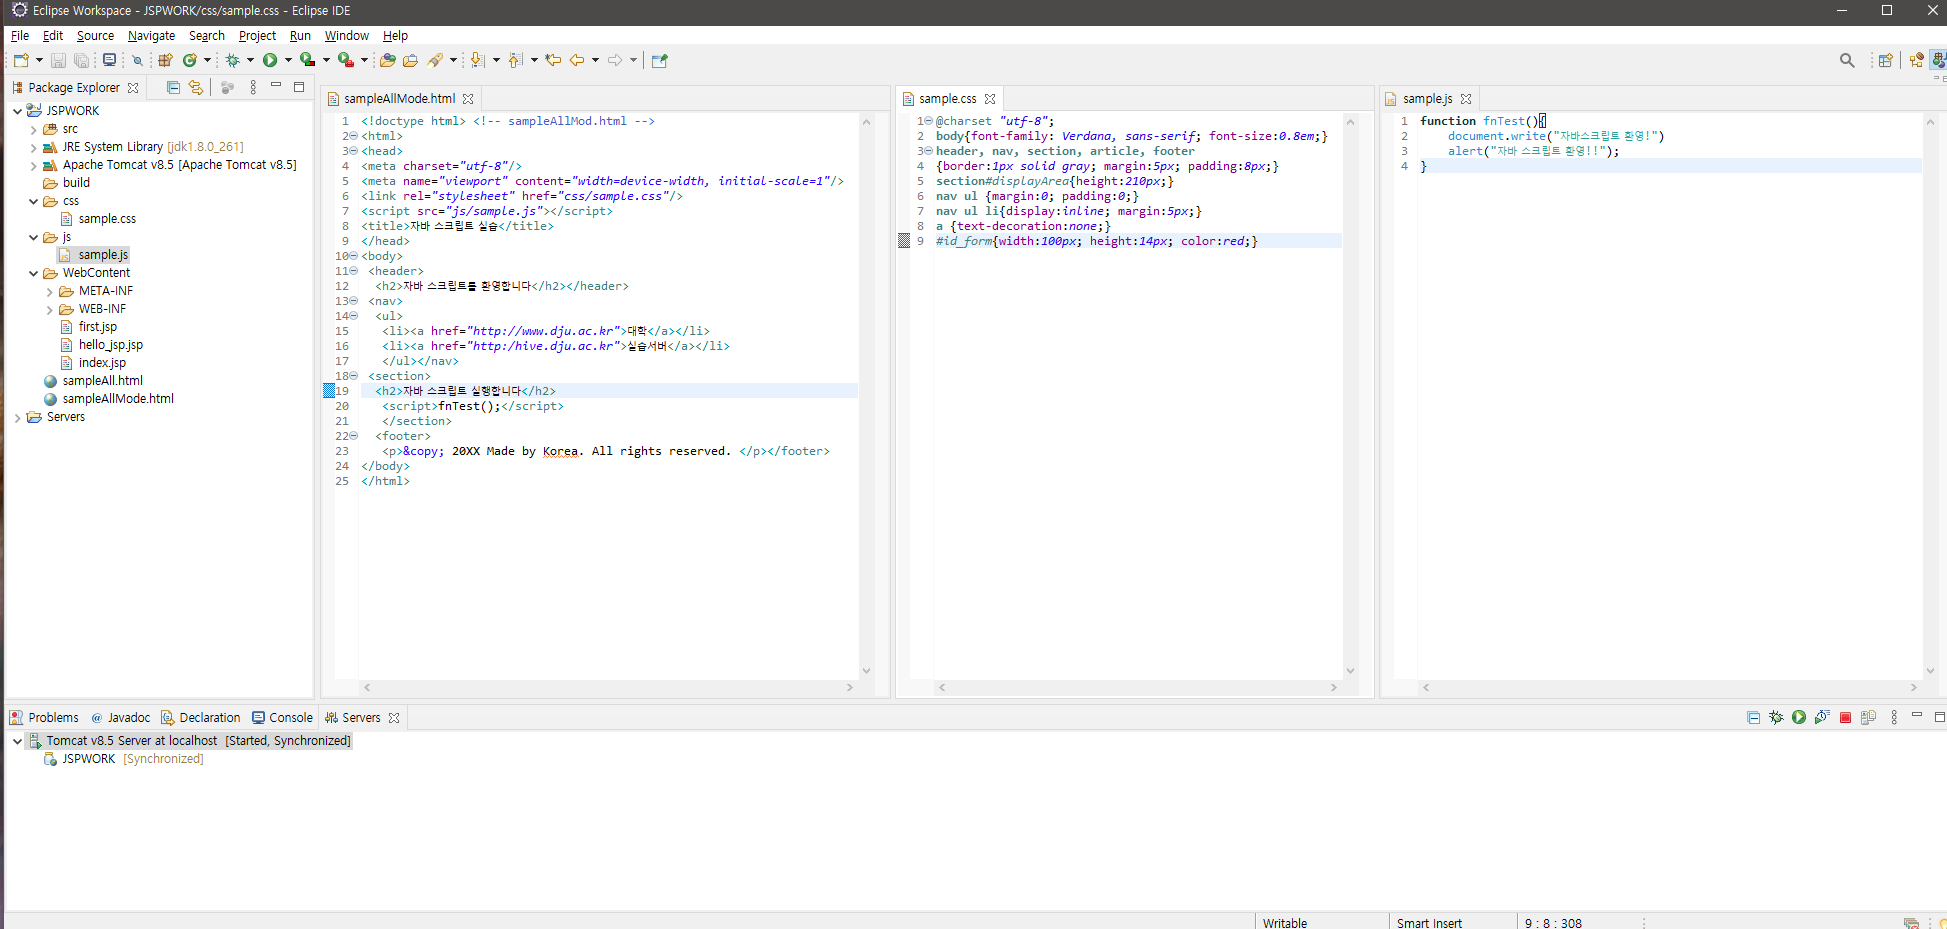 Eclipse Workspace - JSPWORK/css/sample.css - Eclipse IDE
File Edit Source Navigate Search Project Run Window Help
Package Explorer
JSPWORK
src
JRE System Library [jdk1.8.0_261]
Apache Tomcat v8.5 [Apache Tomcat v8.5]
build
css
sample.css
js
sample.js
WebContent
META-INF
WEB-INF
first.jsp
hello_jsp.jsp
index.jsp
sampleAll.html
sampleAllMode.html
Servers
sampleAllMode.html
1 <!doctype html> <!-- sampleAllMod.html -->
2 <html>
3 <head>
4 <meta charset="utf-8"/>
5 <meta name="viewport" content="width=device-width, initial-scale=1"/>
6 <link rel="stylesheet" href="css/sample.css"/>
7 <script src="js/sample.js"></script>
8 <title>자바 스크립트 실습</title>
9 </head>
10 <body>
11 <header>
12 <h2>자바 스크립트를 환영합니다</h2></header>
13 <nav>
14 <ul>
15 <li><a href="http://www.dju.ac.kr">대학</a></li>
16 <li><a href="http:/hive.dju.ac.kr">실습서버</a></li>
17 </ul></nav>
18 <section>
19 <h2>자바 스크립트 실행합니다</h2>
20 <script>fnTest();</script>
21 </section>
22 <footer>
23 <p>&copy; 20XX Made by Korea. All rights reserved. </p></footer>
24 </body>
25 </html>
sample.css
1 @charset "utf-8";
2 body{font-family: Verdana, sans-serif; font-size:0.8em;}
3 header, nav, section, article, footer
4 {border:1px solid gray; margin:5px; padding:8px;}
5 section#displayArea{height:210px;}
6 nav ul {margin:0; padding:0;}
7 nav ul li{display:inline; margin:5px;}
8 a {text-decoration:none;}
9 #id_form{width:100px; height:14px; color:red;}
sample.js
1 function fnTest(){
2 document.write("자바스크립트 환영!")
3 alert("자바 스크립트 환영!!");
4 }
Problems @ Javadoc Declaration Console Servers
Tomcat v8.5 Server at localhost [Started, Synchronized]
JSPWORK [Synchronized]
Writable Smart Insert 9 : 8 : 308